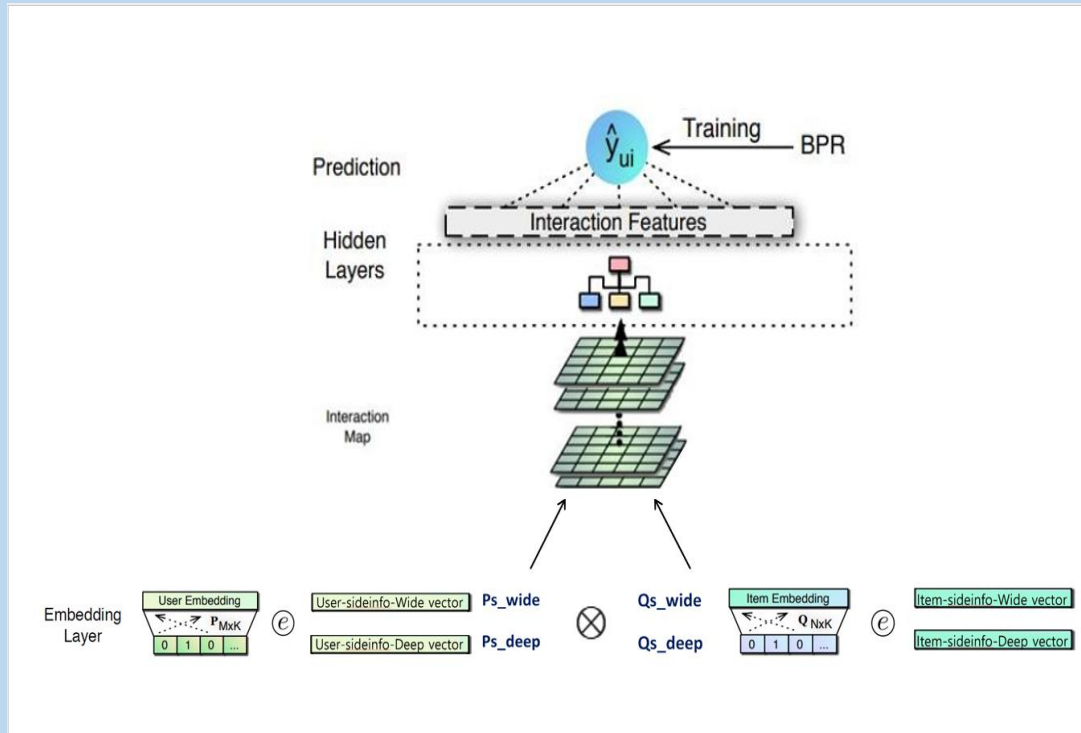 ŷui
Training
BPR
Prediction
Interaction Features
Hidden
Layers
Interaction
Map
Embedding
Layer
User Embedding
PMxK
0 1 0 ...
e
User-sideinfo-Wide vector
Ps_wide
User-sideinfo-Deep vector
Ps_deep
⊗
Qs_wide
Qs_deep
Item Embedding
Q NxK
0 1 0 ...
e
Item-sideinfo-Wide vector
Item-sideinfo-Deep vector